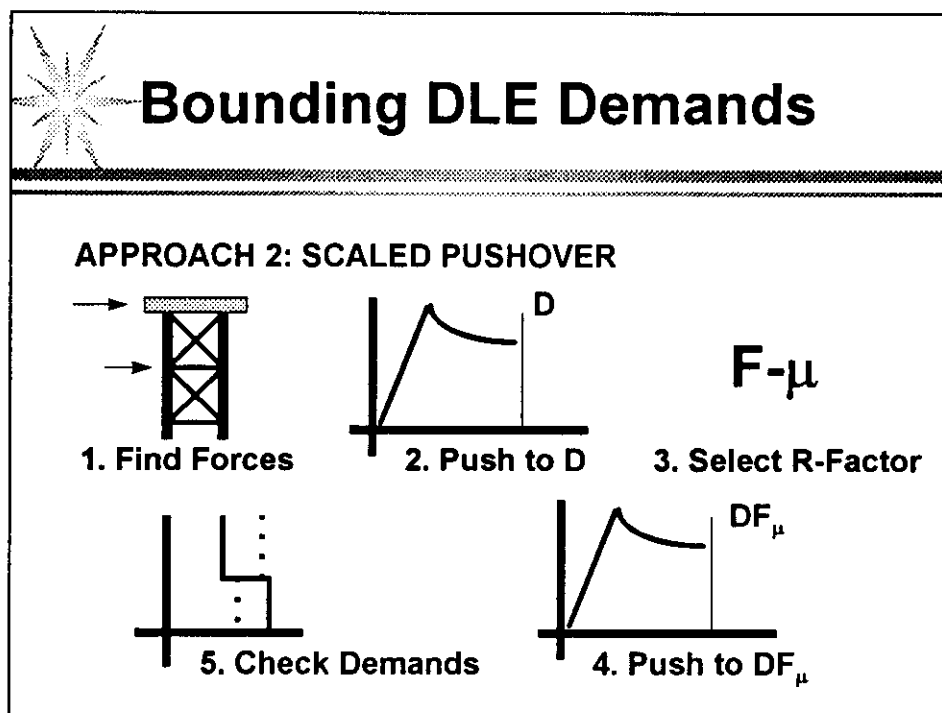 Bounding DLE Demands
APPROACH 2: SCALED PUSHOVER
D
F-μ
1. Find Forces
2. Push to D
3. Select R-Factor
DFμ
5. Check Demands
4. Push to DFμ